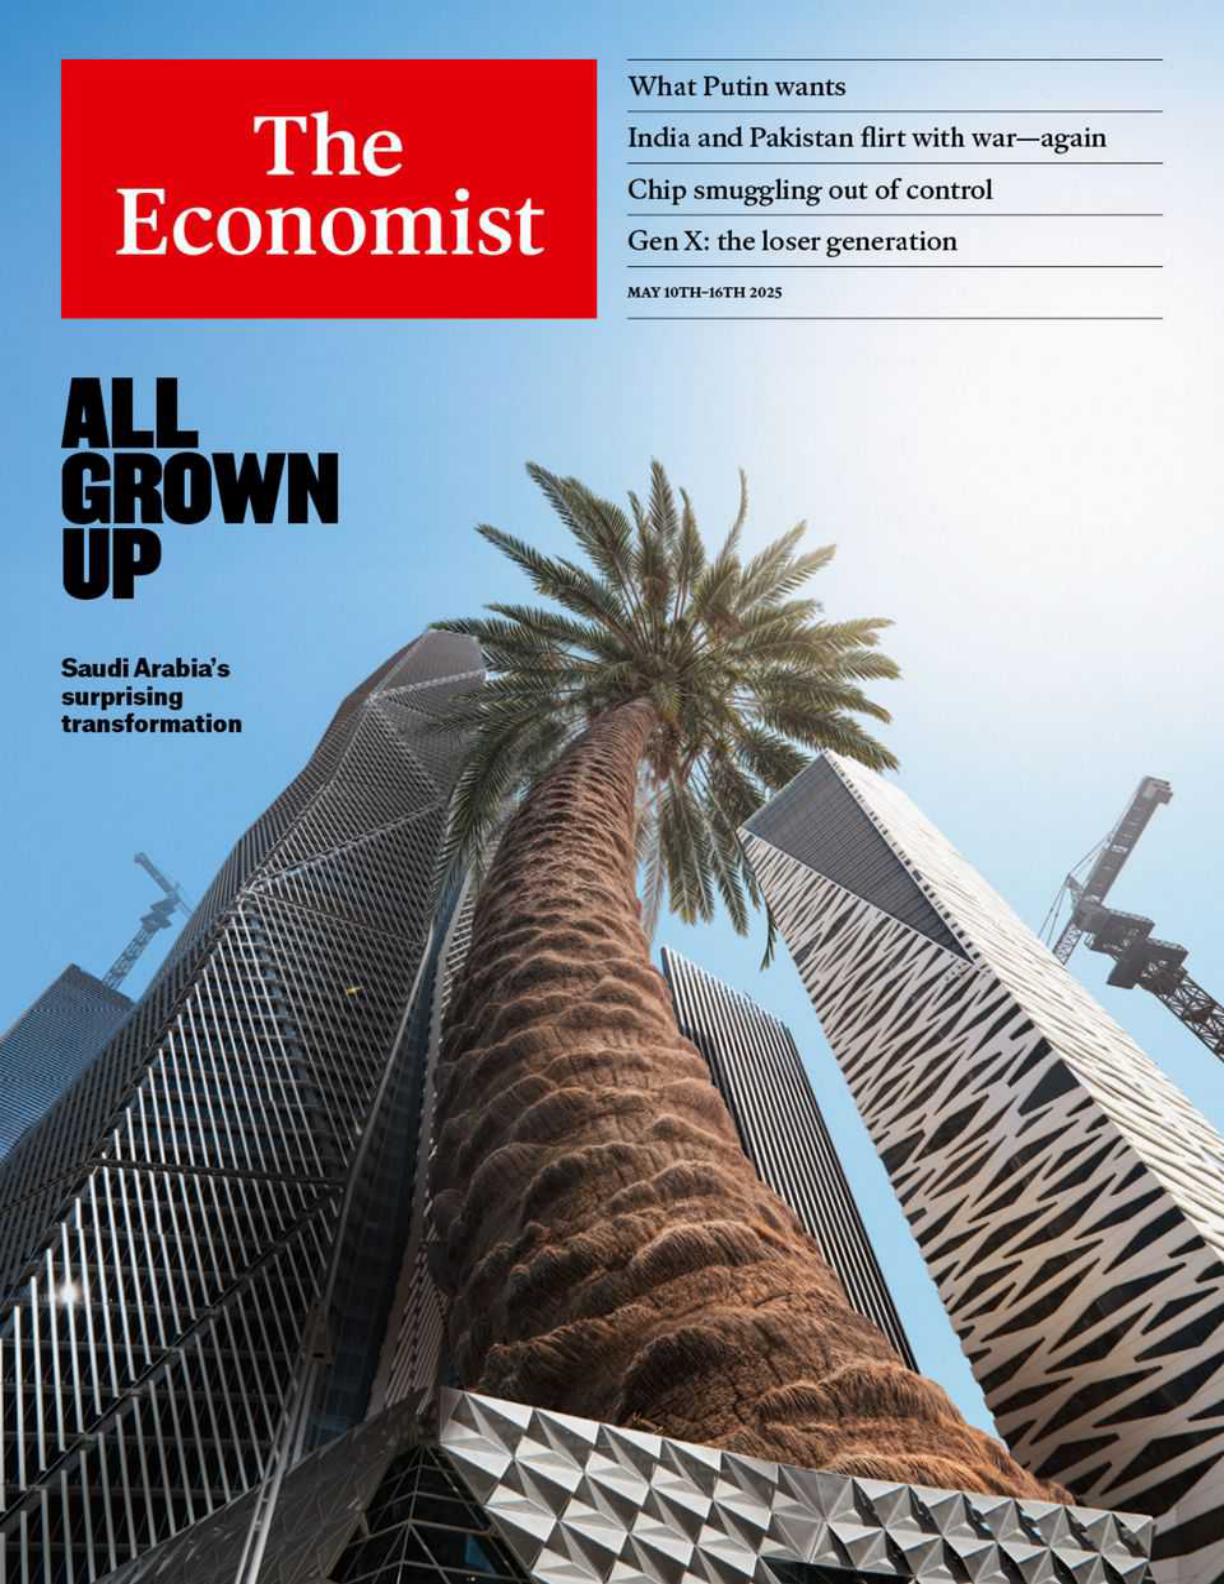 The
Economist
What Putin wants
India and Pakistan flirt with war—again
Chip smuggling out of control
Gen X: the loser generation
MAY 10TH–16TH 2025
ALL
GROWN
UP
Saudi Arabia’s
surprising
transformation